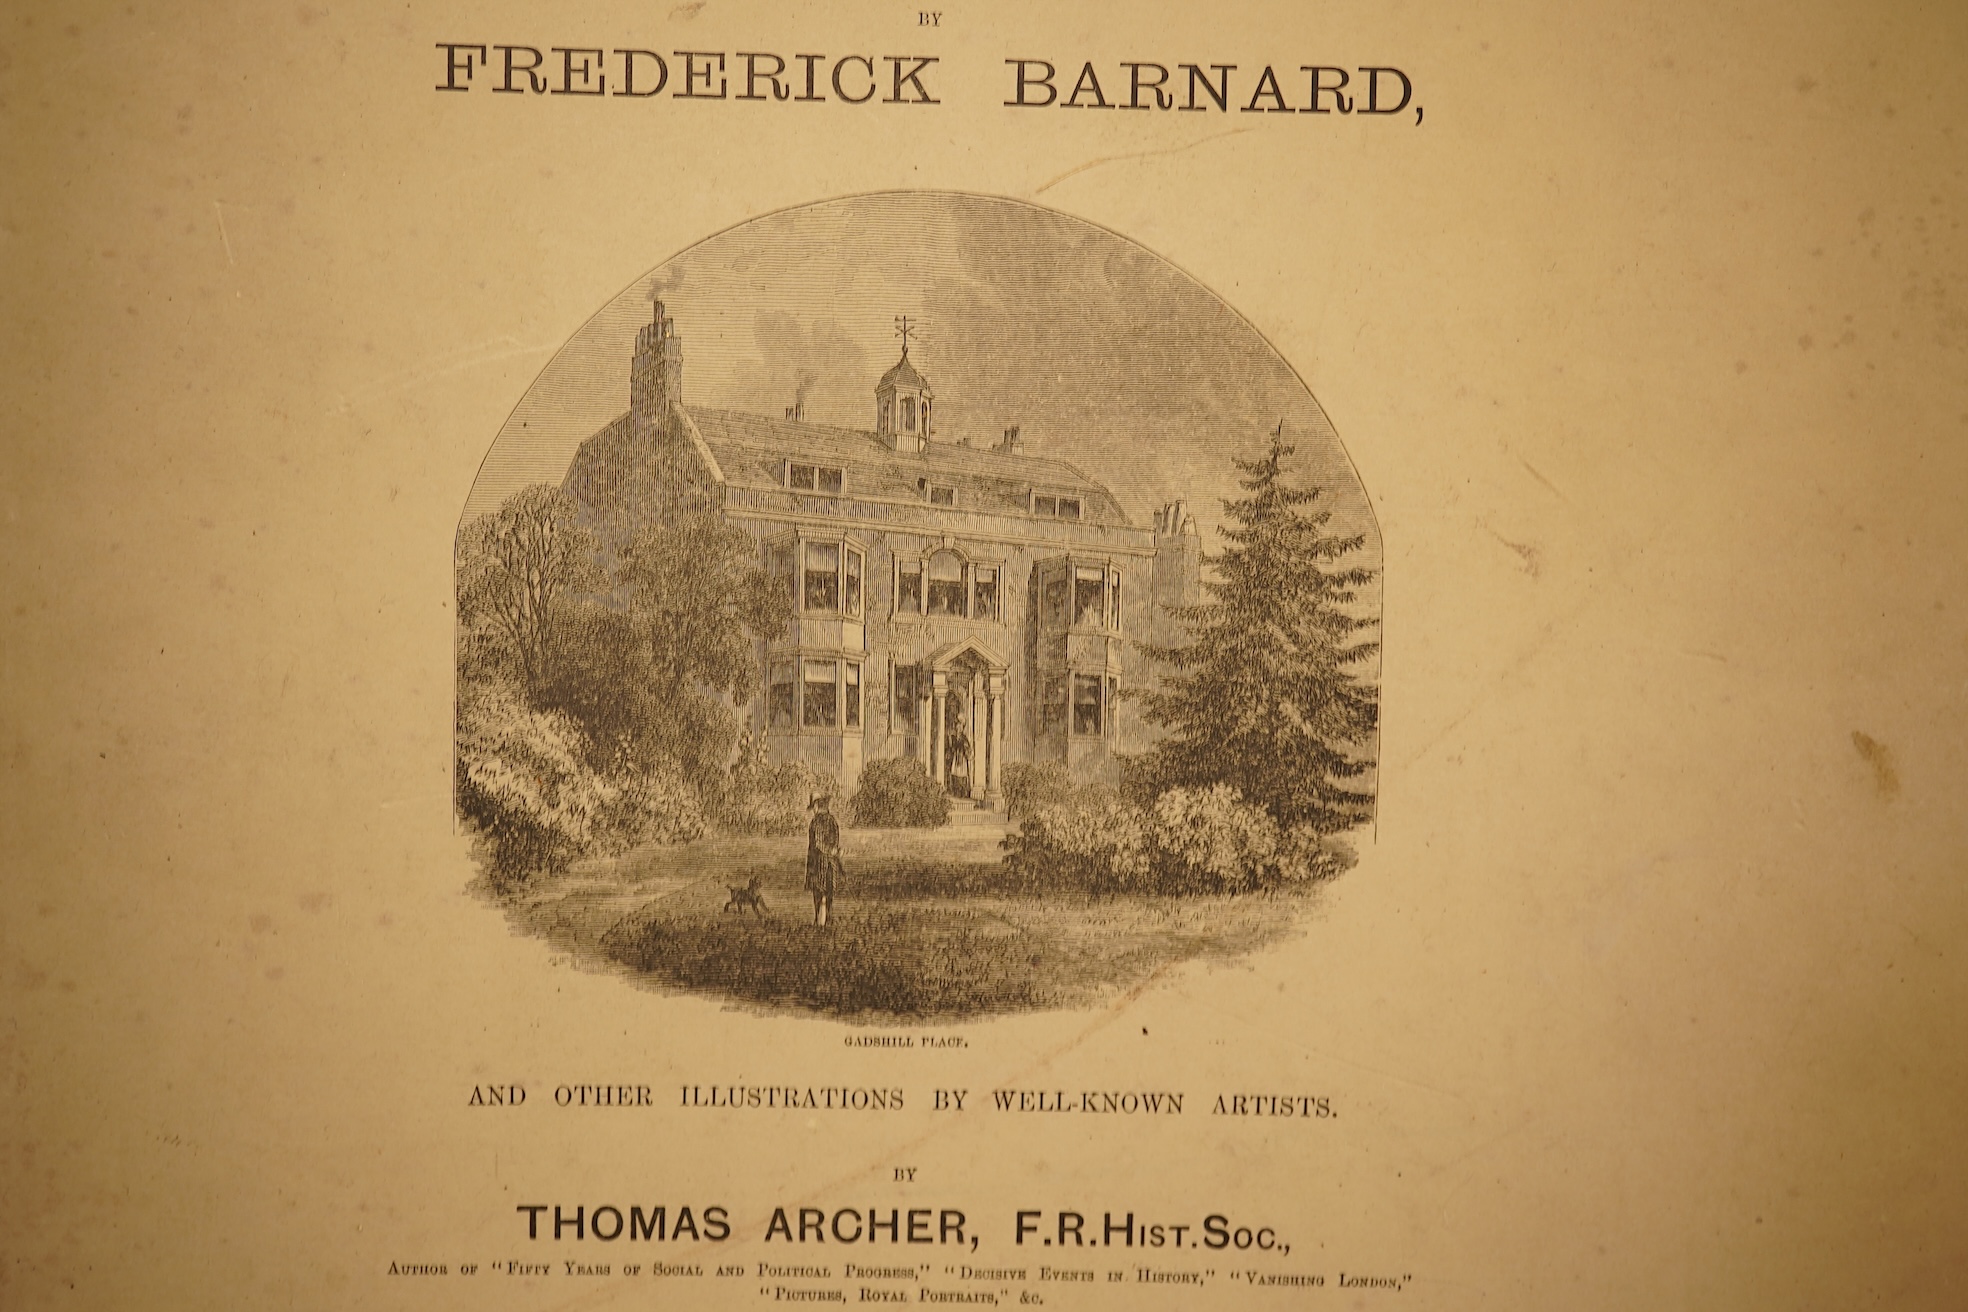 BY
FREDERICK BARNARD,
GADSHILL PLACE.
AND OTHER ILLUSTRATIONS BY WELL-KNOWN ARTISTS.
BY
THOMAS ARCHER, F.R.HIST.SOC.,
AUTHOR OF "FIFTY YEARS OF SOCIAL AND POLITICAL PROGRESS," "DECISIVE EVENTS IN HISTORY," "VANISHING LONDON,"
"PICTURES, ROYAL PORTRAITS," &C.